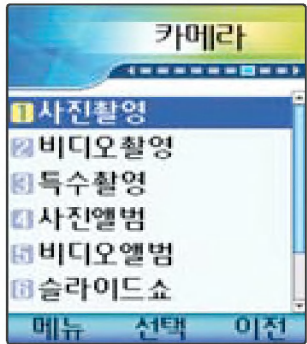 카메라
1 사진촬영
2 비디오촬영
3 특수촬영
4 사진앨범
5 비디오앨범
6 슬라이드쇼
메뉴 선택 이전